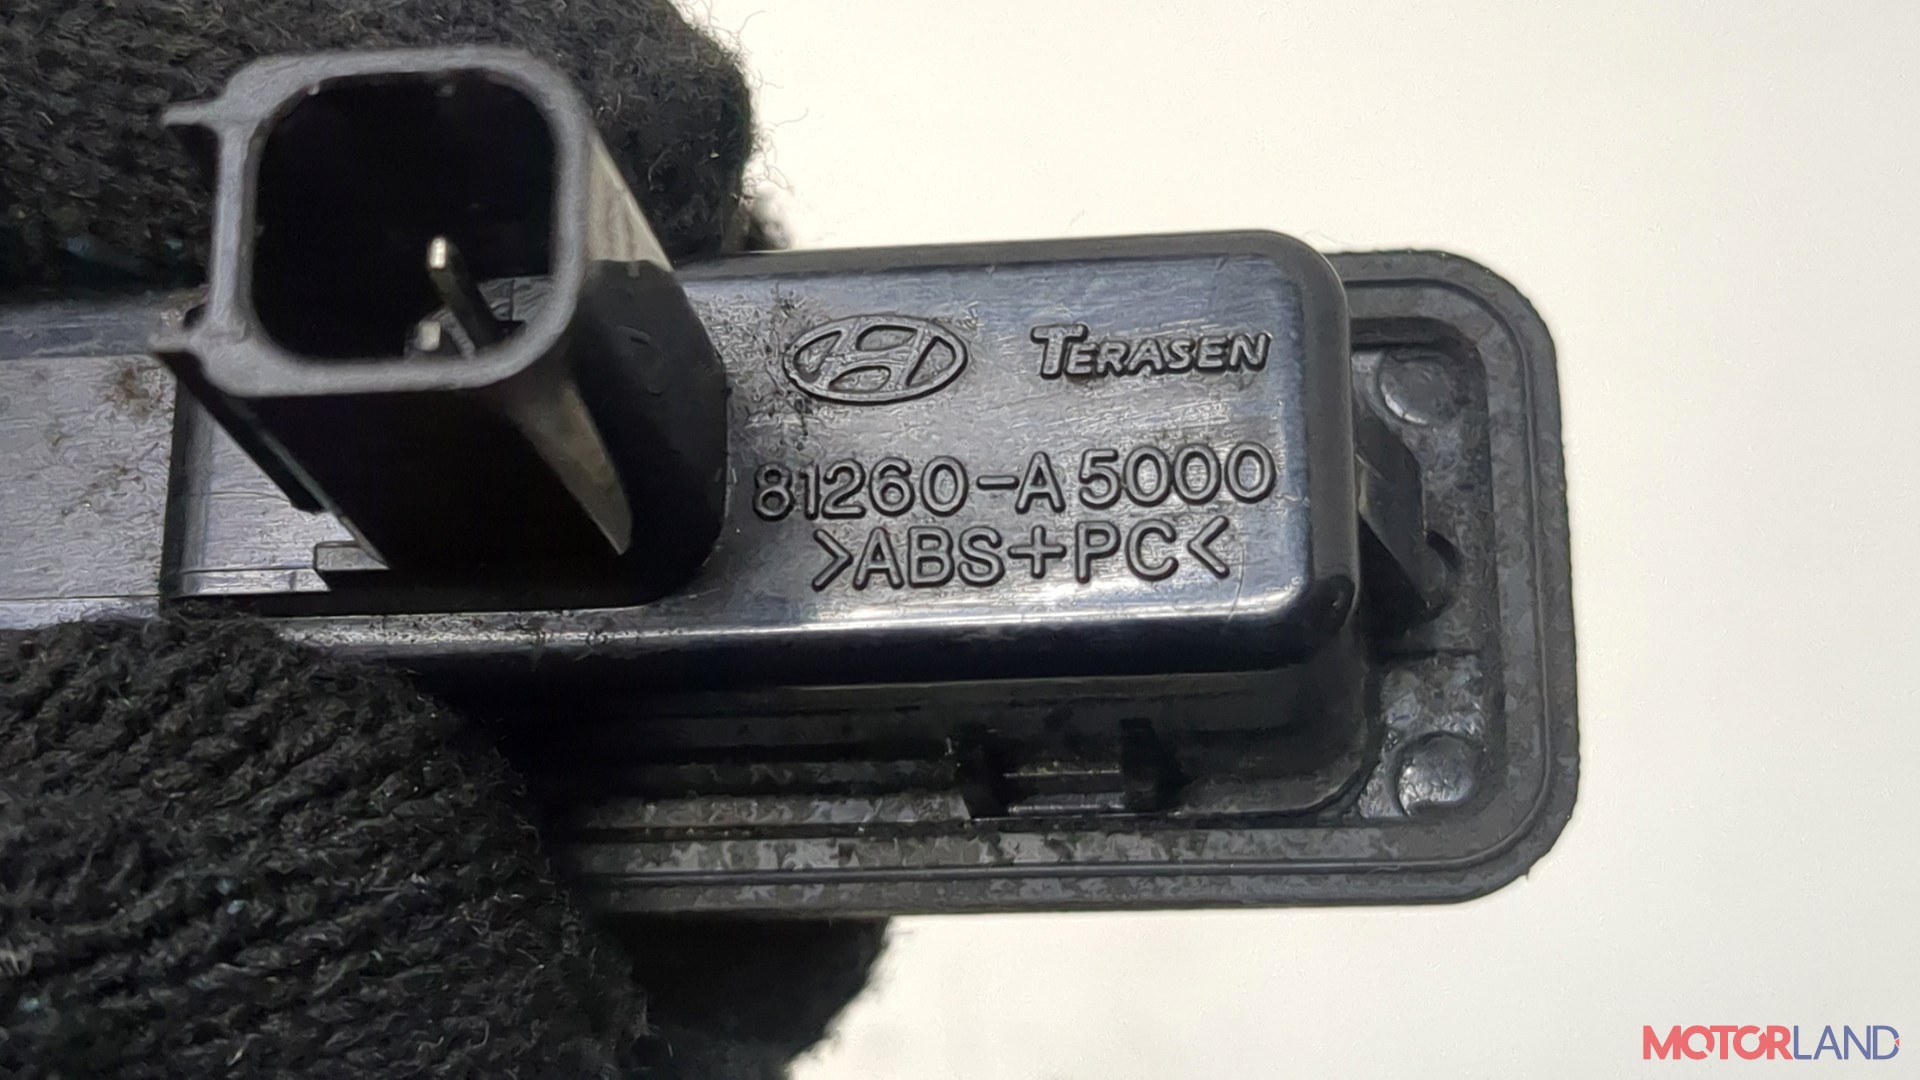 TERASEN
81260-A5000
>ABS+PC<
MOTORLAND